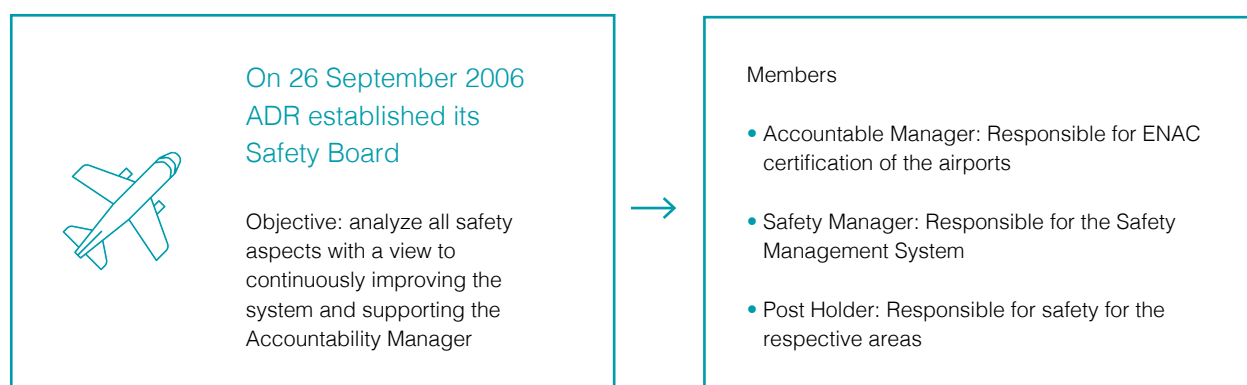 On 26 September 2006
ADR established its
Safety Board
Objective: analyze all safety
aspects with a view to
continuously improving the
system and supporting the
Accountability Manager
Members
• Accountable Manager: Responsible for ENAC
certification of the airports
• Safety Manager: Responsible for the Safety
Management System
• Post Holder: Responsible for safety for the
respective areas